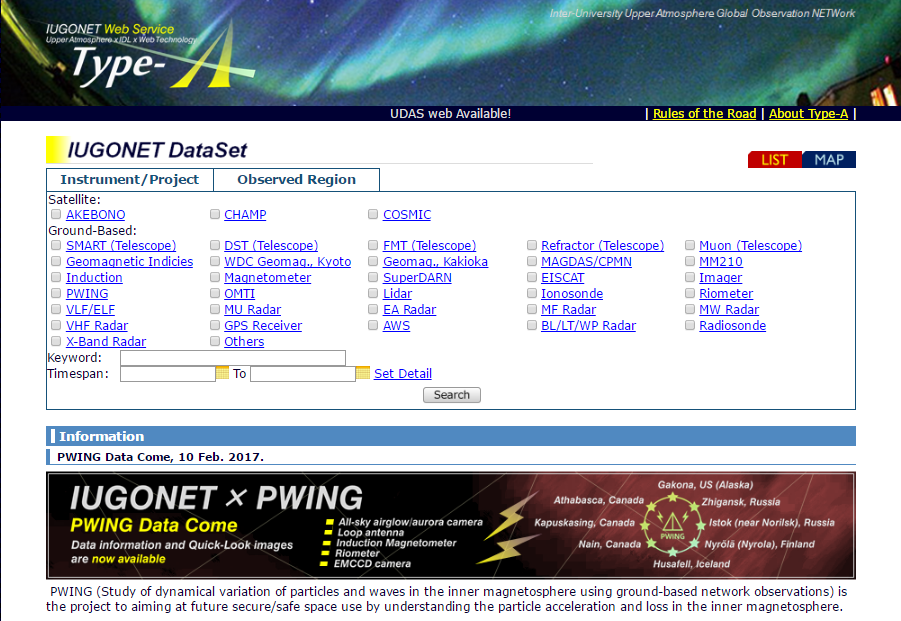 Inter-University Upper Atmosphere Global Observation NETWork
IUGONET Web Service
Upper Atmosphere x IDL x Web Technology
Type-A
UDAS web Available!
| Rules of the Road | About Type-A |
IUGONET DataSet
LIST MAP
Instrument/Project Observed Region
Satellite:
AKEBONO CHAMP COSMIC
Ground-Based:
SMART (Telescope) DST (Telescope) FMT (Telescope) Refractor (Telescope) Muon (Telescope)
Geomagnetic Indicies WDC Geomag., Kyoto Geomag., Kakioka MAGDAS/CPMN MM210
Induction Magnetometer SuperDARN EISCAT Imager
PWING OMTI Lidar Ionosonde Riometer
VLF/ELF MU Radar EA Radar MF Radar MW Radar
VHF Radar GPS Receiver AWS BL/LT/WP Radar Radiosonde
X-Band Radar Others
Keyword:
Timespan: To Set Detail
Search
Information
PWING Data Come, 10 Feb. 2017.
IUGONET × PWING
PWING Data Come
Data information and Quick-Look images
are now available
All-sky airglow/aurora camera
Loop antenna
Induction Magnetometer
Riometer
EMCCD camera
Gakona, US (Alaska)
Athabasca, Canada Zhigansk, Russia
Kapuskasing, Canada Istok (near Norilsk), Russia
PWING
Nain, Canada Nyrölä (Nyrola), Finland
Husafell, Iceland
PWING (Study of dynamical variation of particles and waves in the inner magnetosphere using ground-based network observations) is
the project to aiming at future secure/safe space use by understanding the particle acceleration and loss in the inner magnetosphere.